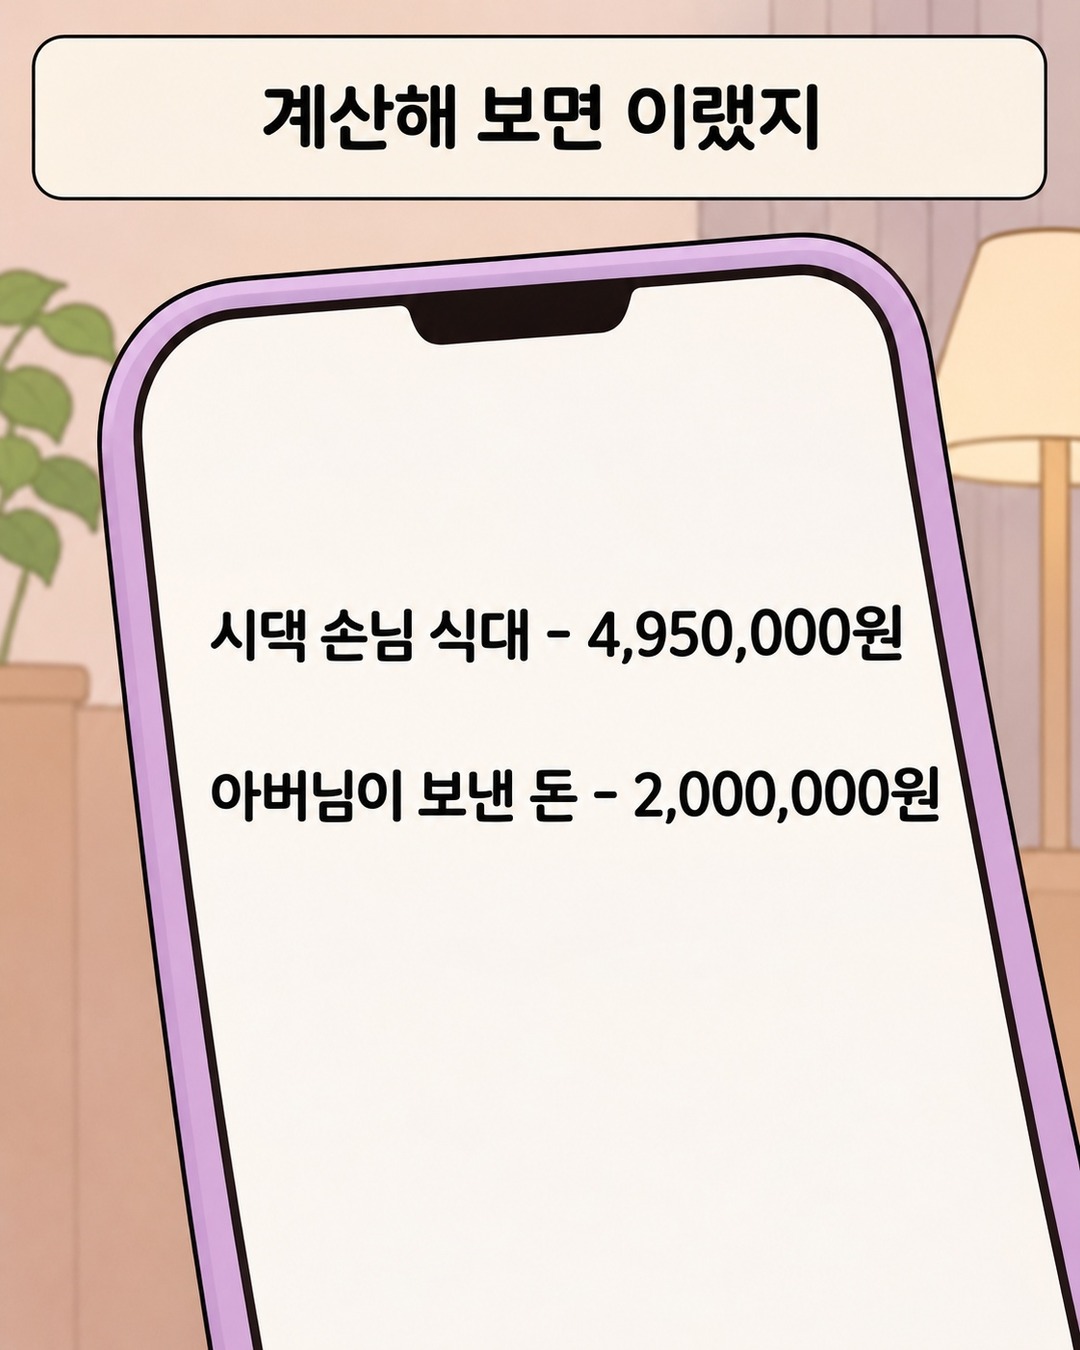 계산해 보면 이랬지
시댁 손님 식대 - 4,950,000원
아버님이 보낸 돈 - 2,000,000원